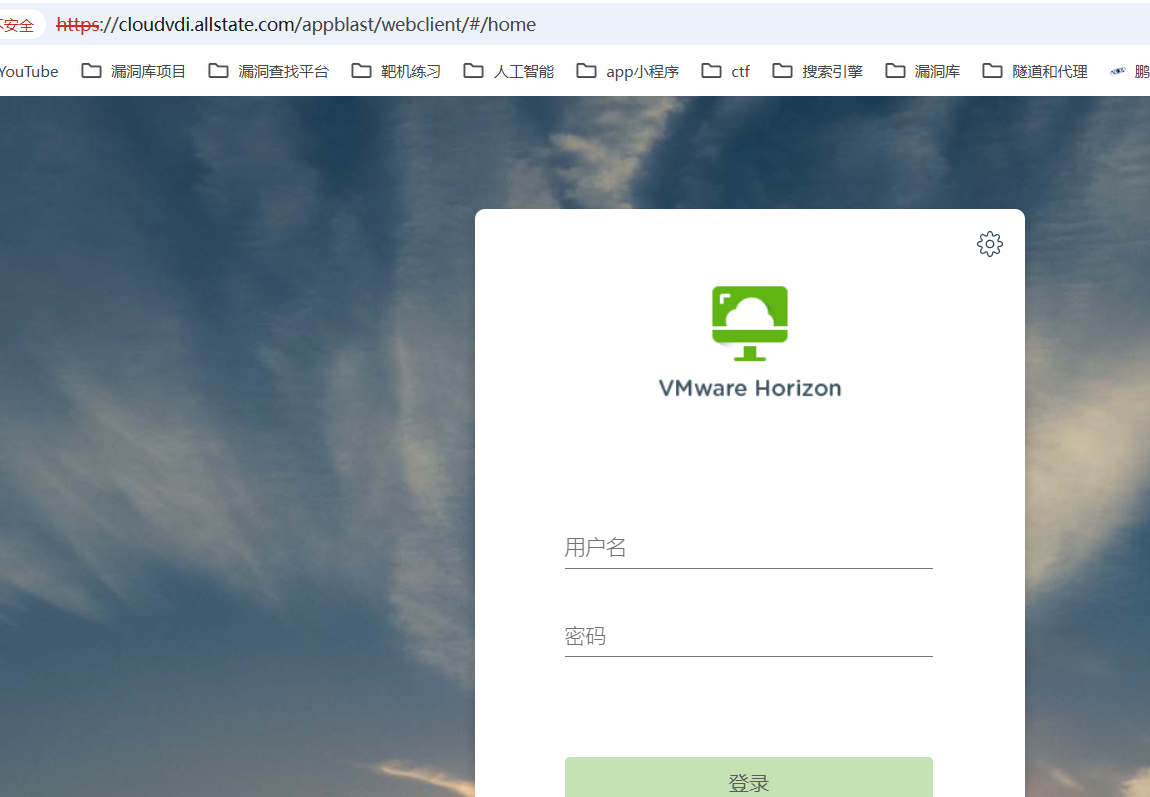 不安全 https://cloudvdi.allstate.com/appblast/webclient/#/home
YouTube 漏洞库项目 漏洞查找平台 靶机练习 人工智能 app小程序 ctf 搜索引擎 漏洞库 隧道和代理 鹏
VMware Horizon
用户名
密码
登录